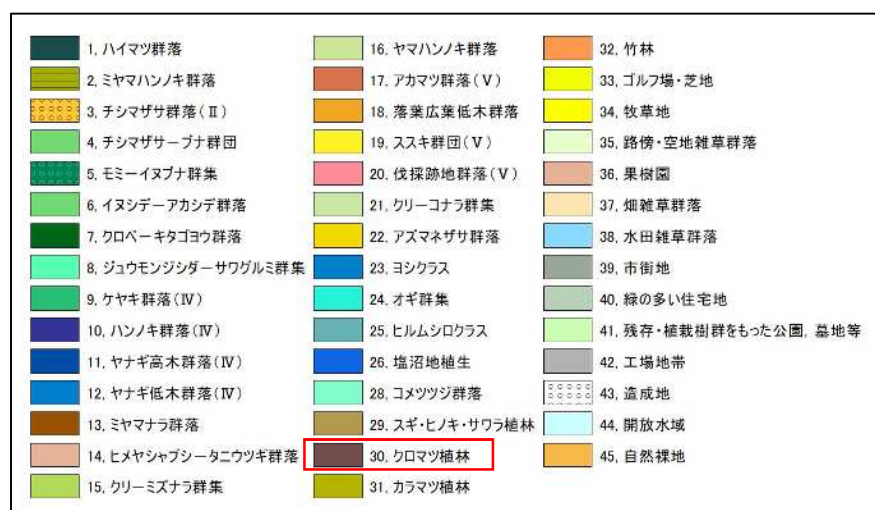 1, ハイマツ群落
2, ミヤマハンノキ群落
3, チシマザサ群落(Ⅱ)
4, チシマザサーブナ群団
5, モミーイヌブナ群集
6, イヌシデーアカシデ群落
7, クロベーキタゴヨウ群落
8, ジュウモンジシダーサワグルミ群集
9, ケヤキ群落(Ⅳ)
10, ハンノキ群落(Ⅳ)
11, ヤナギ高木群落(Ⅳ)
12, ヤナギ低木群落(Ⅳ)
13, ミヤマナラ群落
14, ヒメヤシャブシータニウツギ群落
15, クリーミズナラ群集
16, ヤマハンノキ群落
17, アカマツ群落(Ⅴ)
18, 落葉広葉低木群落
19, ススキ群団(Ⅴ)
20, 伐採跡地群落(Ⅴ)
21, クリーコナラ群集
22, アズマネザサ群落
23, ヨシクラス
24, オギ群集
25, ヒルムシロクラス
26, 塩沼地植生
28, コメツツジ群落
29, スギ・ヒノキ・サワラ植林
30, クロマツ植林
31, カラマツ植林
32, 竹林
33, ゴルフ場・芝地
34, 牧草地
35, 路傍・空地雑草群落
36, 果樹園
37, 畑雑草群落
38, 水田雑草群落
39, 市街地
40, 緑の多い住宅地
41, 残存・植栽樹群をもった公園, 墓地等
42, 工場地帯
43, 造成地
44, 開放水域
45, 自然裸地